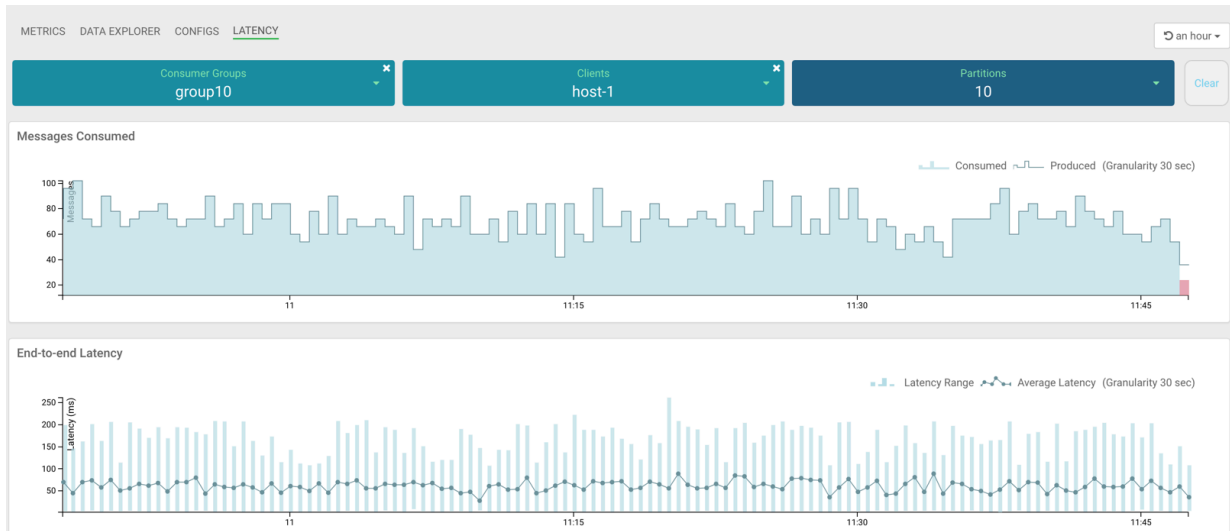 METRICS DATA EXPLORER CONFIGS LATENCY
an hour
Consumer Groups
group10
Clients
host-1
Partitions
10
Clear
Messages Consumed
Consumed Produced (Granularity 30 sec)
Messages
100
80
60
40
20
11 11:15 11:30 11:45
End-to-end Latency
Latency Range Average Latency (Granularity 30 sec)
Latency (ms)
250
200
150
100
50
11 11:15 11:30 11:45